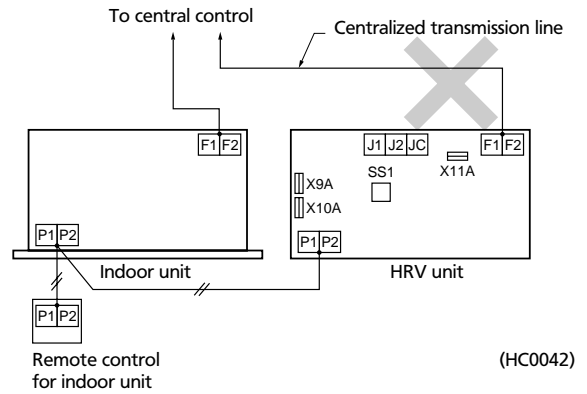 To central control
Centralized transmission line
F1 F2
J1 J2 JC
F1 F2
SS1
X11A
X9A
X10A
P1 P2
P1 P2
Indoor unit
HRV unit
P1 P2
Remote control
for indoor unit
(HC0042)